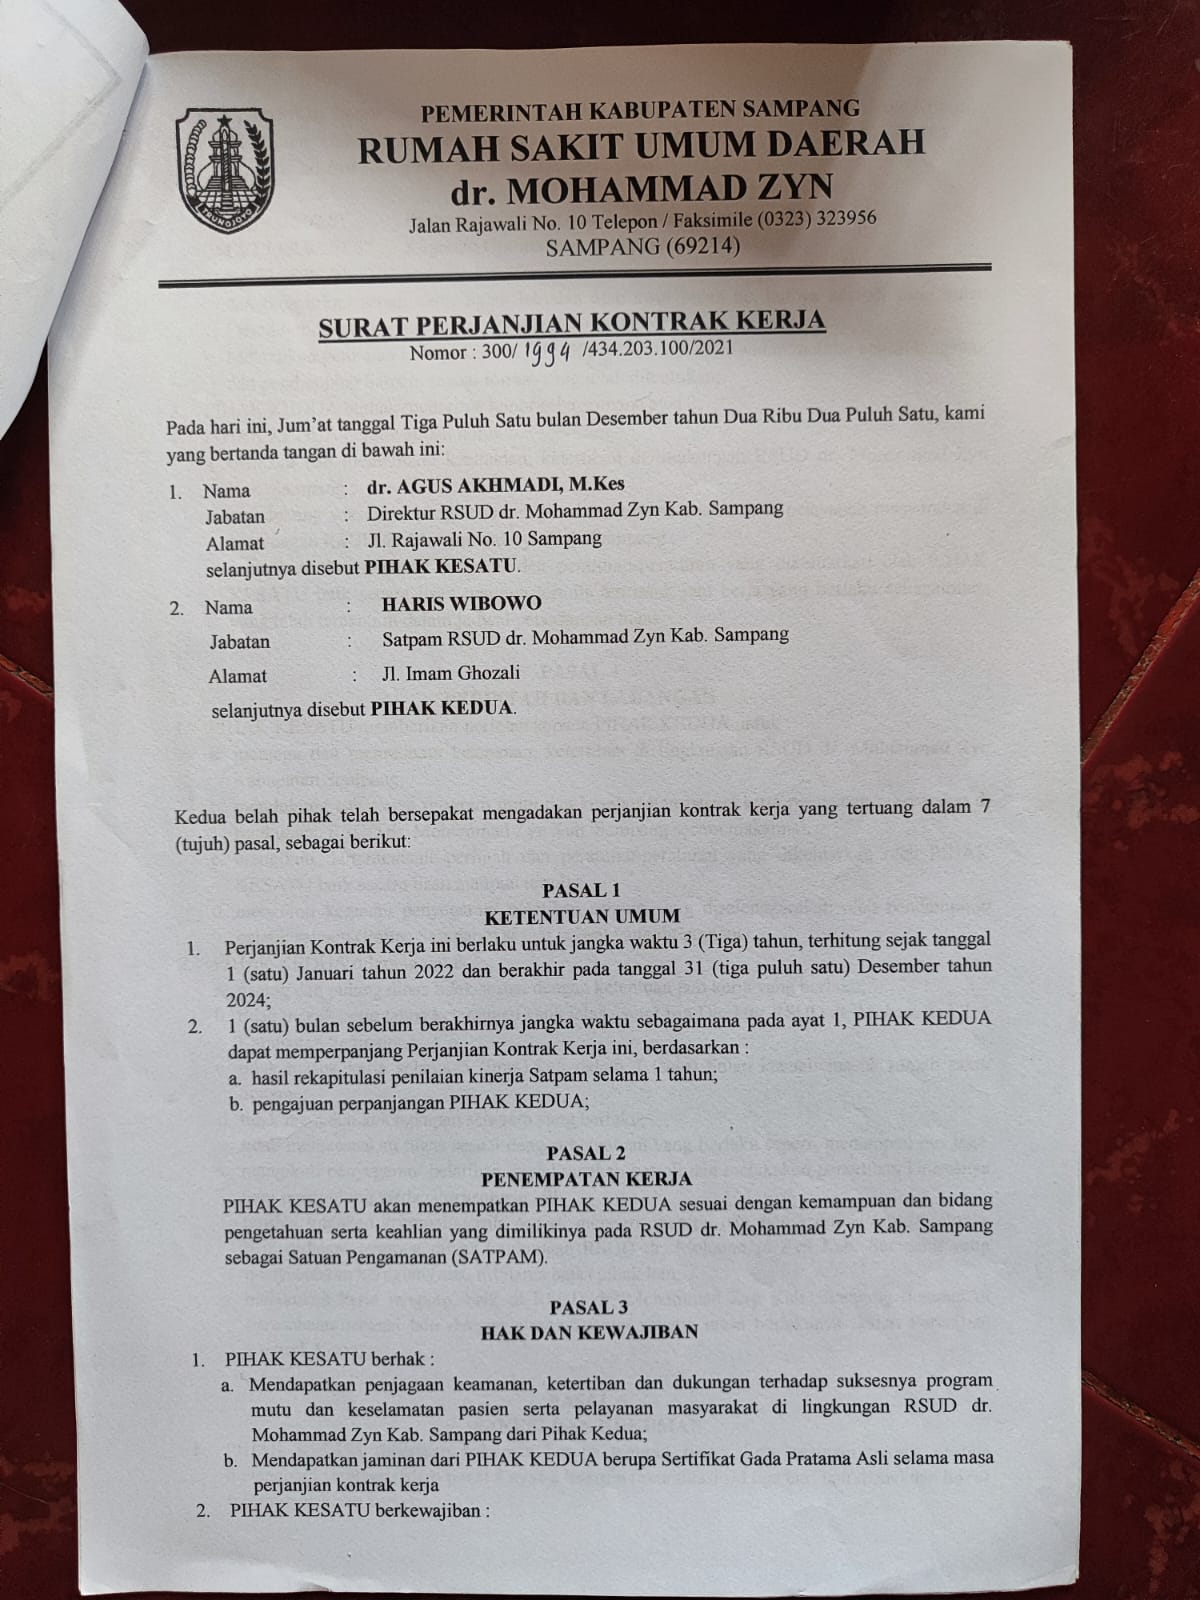 PEMERINTAH KABUPATEN SAMPANG
RUMAH SAKIT UMUM DAERAH
dr. MOHAMMAD ZYN
Jalan Rajawali No. 10 Telepon / Faksimile (0323) 323956
SAMPANG (69214)
TRUNOJOYO
SURAT PERJANJIAN KONTRAK KERJA
Nomor : 300/ 1994 /434.203.100/2021
Pada hari ini, Jum'at tanggal Tiga Puluh Satu bulan Desember tahun Dua Ribu Dua Puluh Satu, kami
yang bertanda tangan di bawah ini:
1. Nama : dr. AGUS AKHMADI, M.Kes
Jabatan : Direktur RSUD dr. Mohammad Zyn Kab. Sampang
Alamat : Jl. Rajawali No. 10 Sampang
selanjutnya disebut PIHAK KESATU.
2. Nama : HARIS WIBOWO
Jabatan : Satpam RSUD dr. Mohammad Zyn Kab. Sampang
Alamat : Jl. Imam Ghozali
selanjutnya disebut PIHAK KEDUA.
Kedua belah pihak telah bersepakat mengadakan perjanjian kontrak kerja yang tertuang dalam 7
(tujuh) pasal, sebagai berikut:
PASAL 1
KETENTUAN UMUM
1. Perjanjian Kontrak Kerja ini berlaku untuk jangka waktu 3 (Tiga) tahun, terhitung sejak tanggal
1 (satu) Januari tahun 2022 dan berakhir pada tanggal 31 (tiga puluh satu) Desember tahun
2024;
2. 1 (satu) bulan sebelum berakhirnya jangka waktu sebagaimana pada ayat 1, PIHAK KEDUA
dapat memperpanjang Perjanjian Kontrak Kerja ini, berdasarkan :
a. hasil rekapitulasi penilaian kinerja Satpam selama 1 tahun;
b. pengajuan perpanjangan PIHAK KEDUA;
PASAL 2
PENEMPATAN KERJA
PIHAK KESATU akan menempatkan PIHAK KEDUA sesuai dengan kemampuan dan bidang
pengetahuan serta keahlian yang dimilikinya pada RSUD dr. Mohammad Zyn Kab. Sampang
sebagai Satuan Pengamanan (SATPAM).
PASAL 3
HAK DAN KEWAJIBAN
1. PIHAK KESATU berhak :
a. Mendapatkan penjagaan keamanan, ketertiban dan dukungan terhadap suksesnya program
mutu dan keselamatan pasien serta pelayanan masyarakat di lingkungan RSUD dr.
Mohammad Zyn Kab. Sampang dari Pihak Kedua;
b. Mendapatkan jaminan dari PIHAK KEDUA berupa Sertifikat Gada Pratama Asli selama masa
perjanjian kontrak kerja
2. PIHAK KESATU berkewajiban :